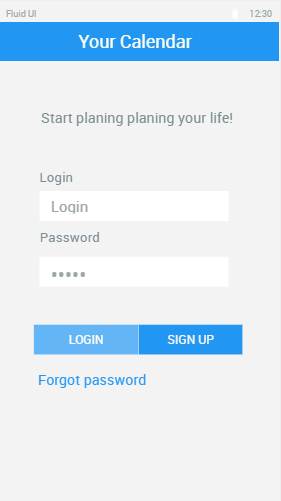 Fluid UI 12:30
Your Calendar
Start planing planing your life!
Login
Login
Password
•••••
LOGIN SIGN UP
Forgot password